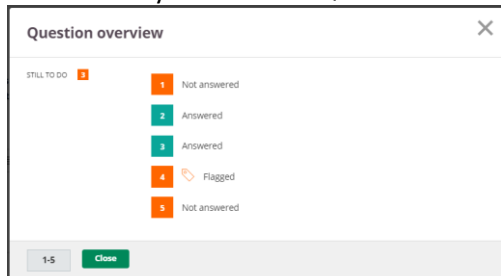 Question overview
STILL TO DO 3
1 Not answered
2 Answered
3 Answered
4 Flagged
5 Not answered
1-5 Close